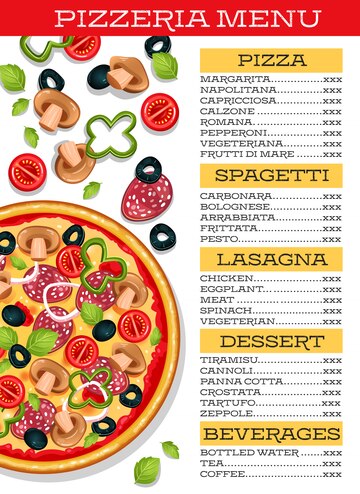 PIZZERIA MENU
PIZZA
MARGARITA....................xxx
NAPOLITANA..................xxx
CAPRICCIOSA.................xxx
CALZONE ......................xxx
ROMANA........................xxx
PEPPERONI....................xxx
VEGETERIANA................xxx
FRUTTI DI MARE ............xxx
SPAGETTI
CARBONARA...................xxx
BOLOGNESE...................xxx
ARRABBIATA..................xxx
FRITTATA......................xxx
PESTO...........................xxx
LASAGNA
CHICKEN.......................xxx
EGGPLANT.....................xxx
MEAT ...........................xxx
SPINACH.......................xxx
VEGETERIAN..................xxx
DESSERT
TIRAMISU......................xxx
CANNOLI.......................xxx
PANNA COTTA................xxx
CROSTATA.....................xxx
TARTUFO.......................xxx
ZEPPOLE.......................xxx
BEVERAGES
BOTTLED WATER ............xxx
TEA...............................xxx
COFFEE.........................xxx